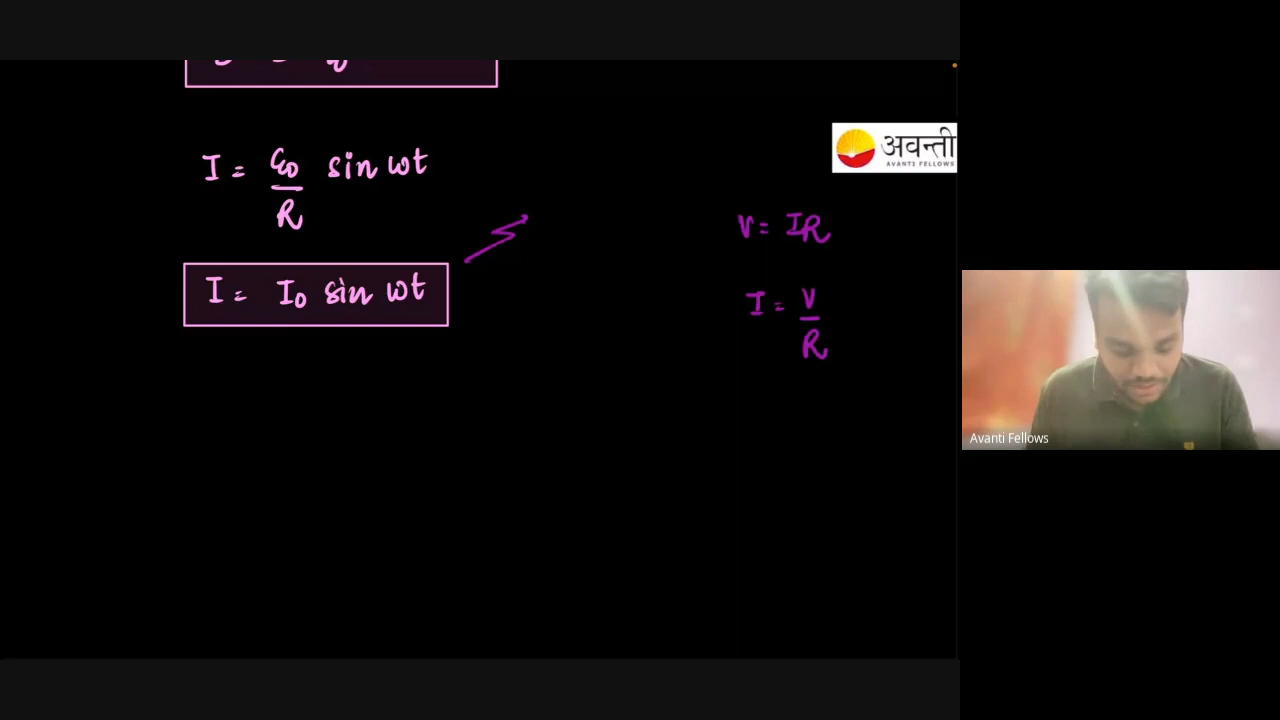 I = ε0/R sin ωt
I = I0 sin ωt
अवन्ती
AVANTI FELLOWS
V = IR
I = V/R
Avanti Fellows